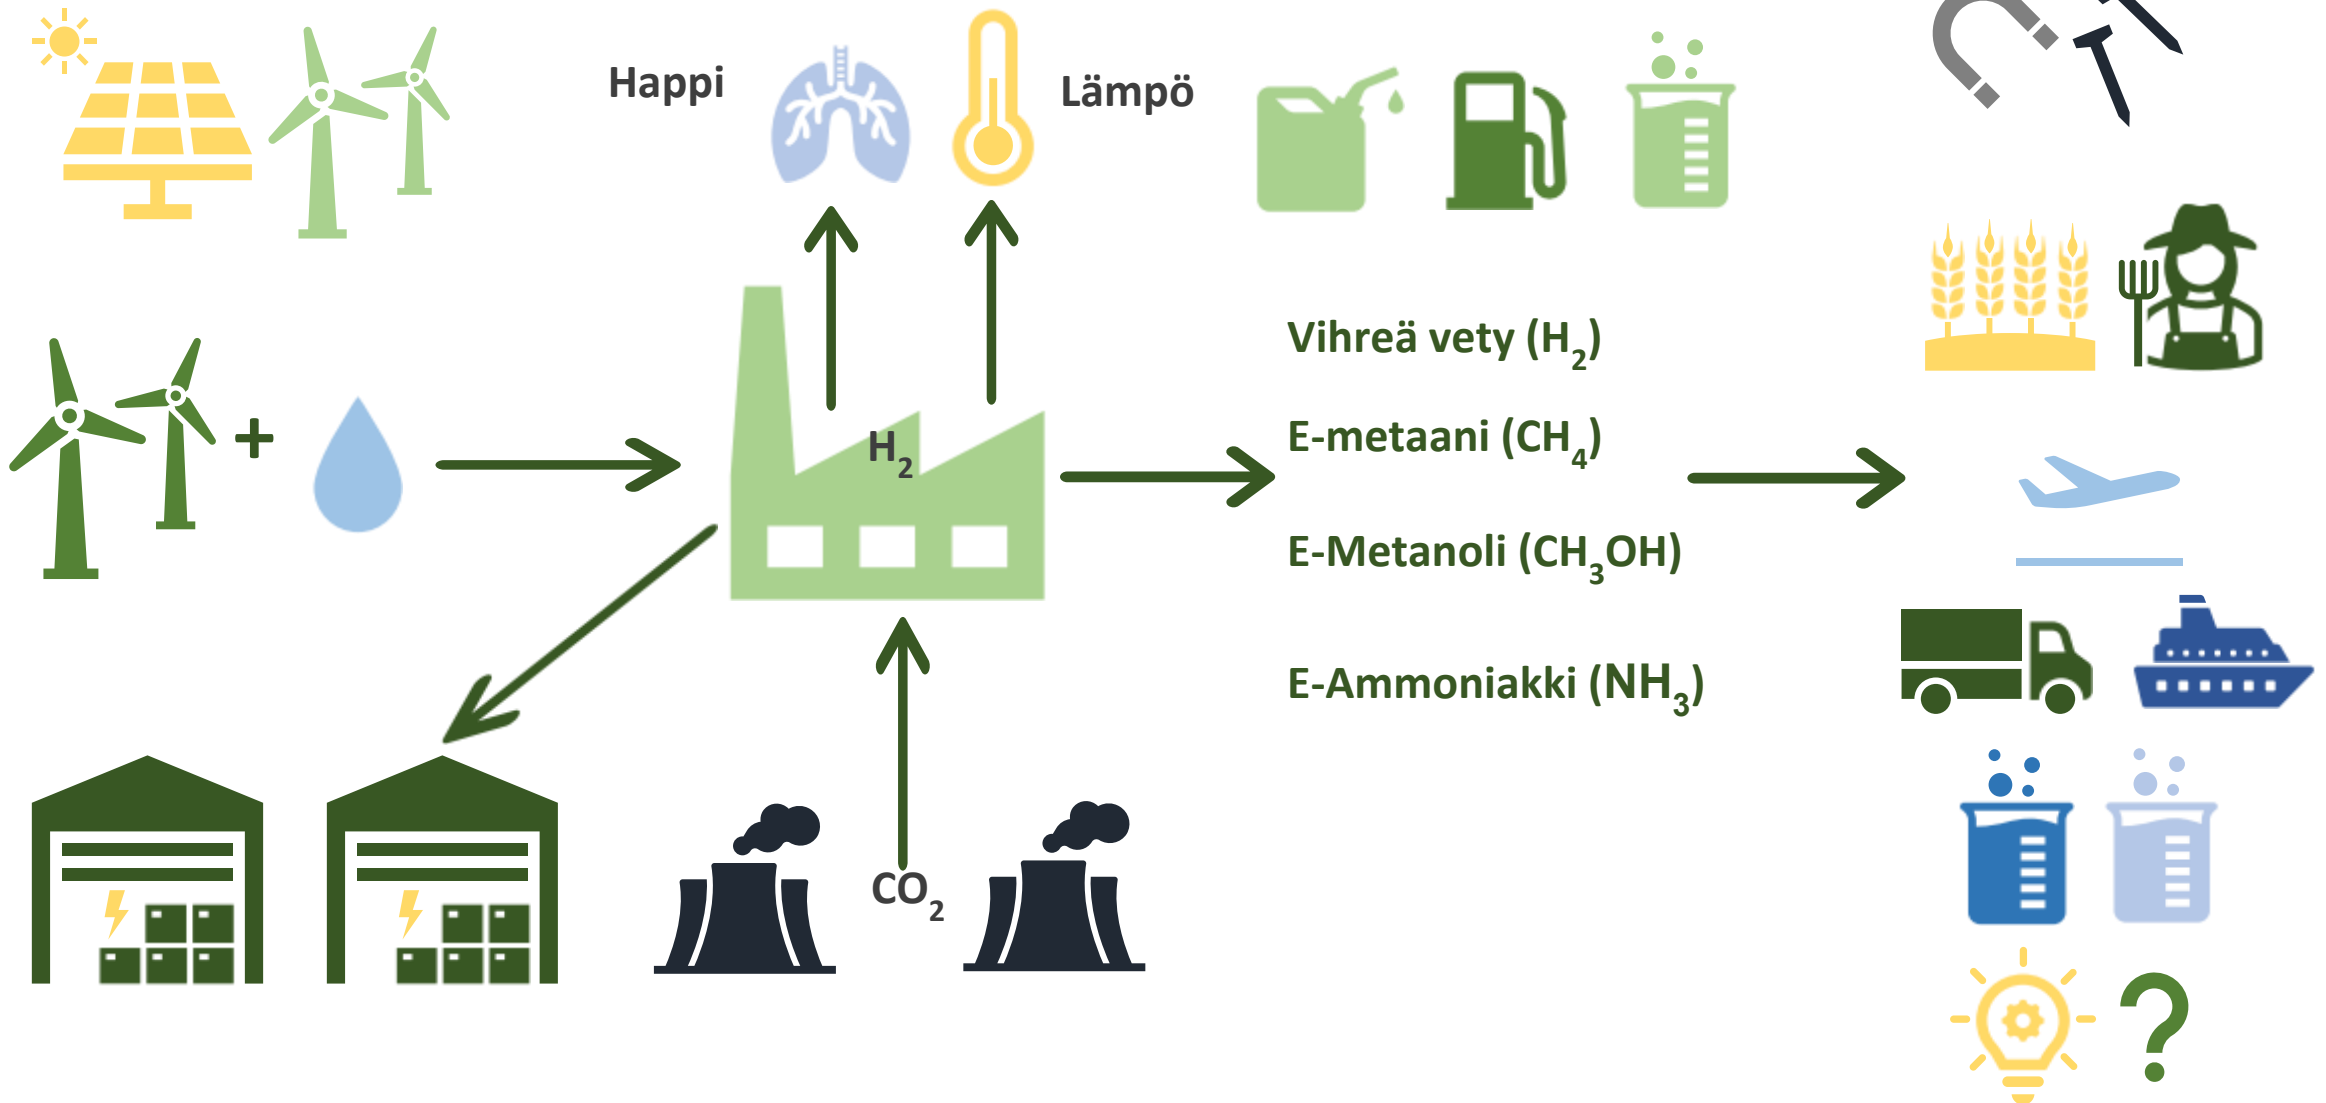 Happi
Lämpö
+
H₂
Vihreä vety (H₂)
E-metaani (CH₄)
E-Metanoli (CH₃OH)
E-Ammoniakki (NH₃)
CO₂
?